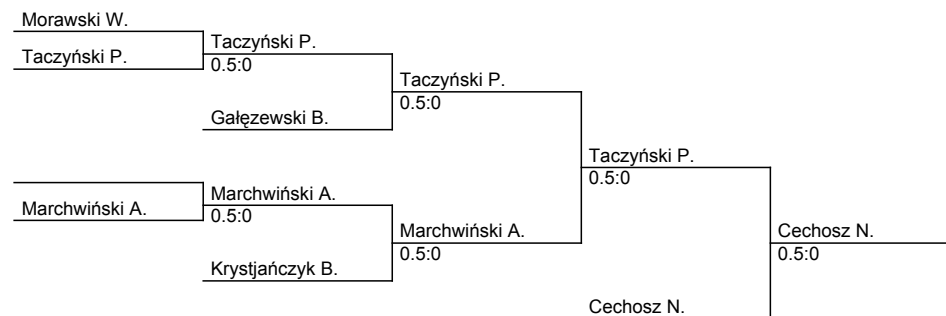 Morawski W.
Taczyński P.
Taczyński P.
0.5:0
Taczyński P.
0.5:0
Gałęzewski B.
Taczyński P.
0.5:0
Marchwiński A.
Marchwiński A.
0.5:0
Marchwiński A.
0.5:0
Cechosz N.
0.5:0
Krystjańczyk B.
Cechosz N.